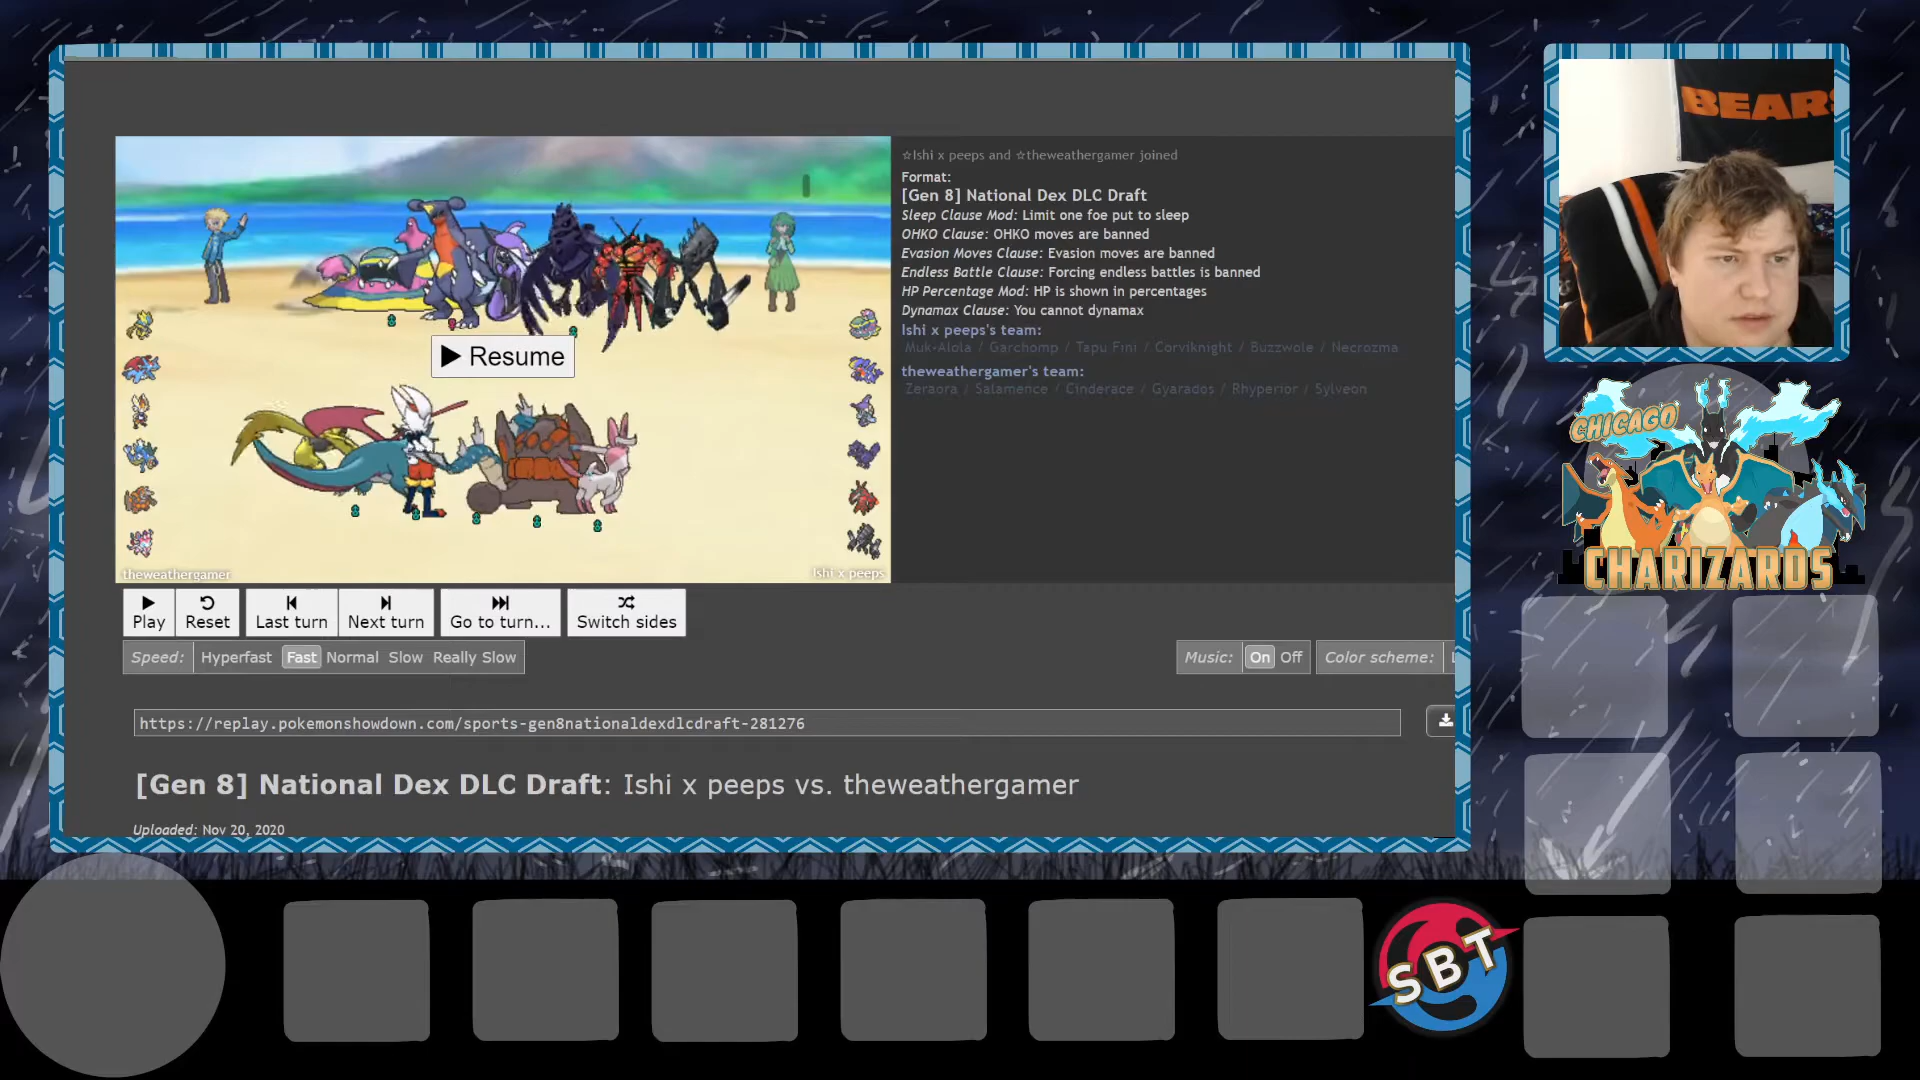 ☆Ishi x peeps and ☆theweathergamer joined
Format:
[Gen 8] National Dex DLC Draft
Sleep Clause Mod: Limit one foe put to sleep
OHKO Clause: OHKO moves are banned
Evasion Moves Clause: Evasion moves are banned
Endless Battle Clause: Forcing endless battles is banned
HP Percentage Mod: HP is shown in percentages
Dynamax Clause: You cannot dynamax
Ishi x peeps's team:
Muk-Alola / Garchomp / Tapu Fini / Corviknight / Buzzwole / Necrozma
theweathergamer's team:
Zeraora / Salamence / Cinderace / Gyarados / Rhyperior / Sylveon
Resume
theweathergamer
Ishi x peeps
Play
Reset
Last turn
Next turn
Go to turn...
Switch sides
Speed: Hyperfast Fast Normal Slow Really Slow
Music: On Off
Color scheme:
https://replay.pokemonshowdown.com/sports-gen8nationaldexdlcdraft-281276
[Gen 8] National Dex DLC Draft: Ishi x peeps vs. theweathergamer
Uploaded: Nov 20, 2020
BEARS
CHICAGO
CHARIZARDS
SBT